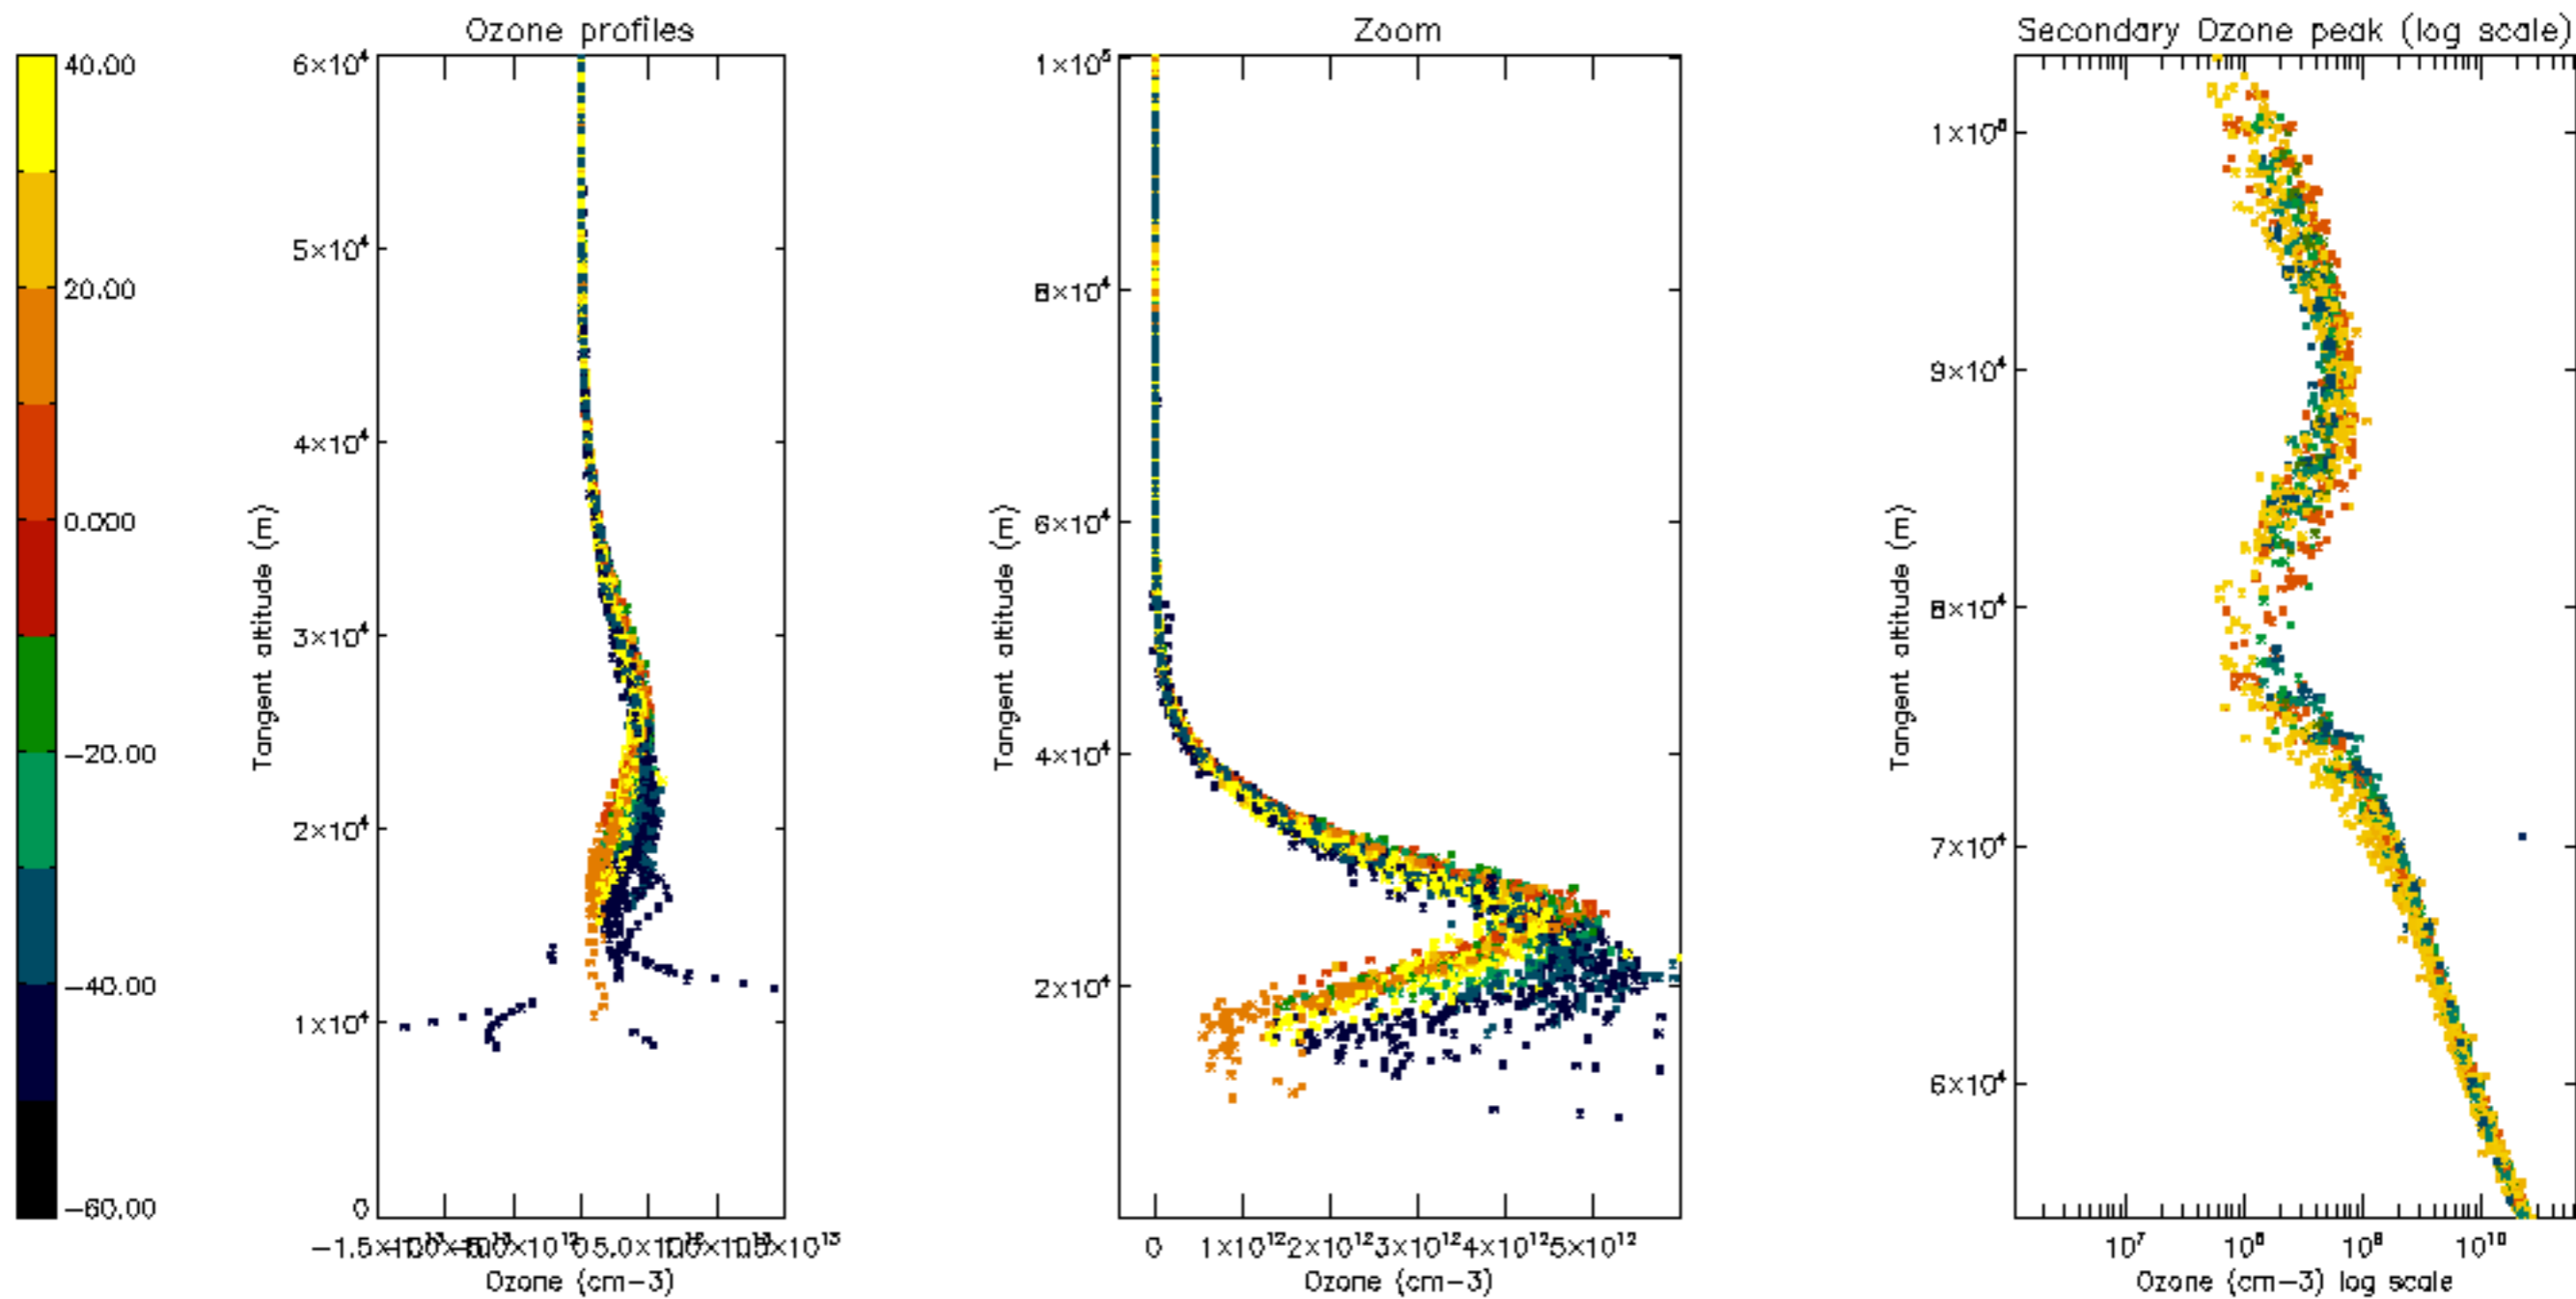 Ozone profiles
Zoom
Secondary Ozone peak (log scale)
40.00
20.00
0.000
−20.00
−40.00
−60.00
6×10⁴
5×10⁴
4×10⁴
3×10⁴
2×10⁴
1×10⁴
0
Tangent altitude (m)
Ozone (cm−3)
1×10⁵
8×10⁴
6×10⁴
4×10⁴
2×10⁴
Tangent altitude (m)
0 1×10¹² 2×10¹² 3×10¹² 4×10¹² 5×10¹²
Ozone (cm−3)
1×10⁵
9×10⁴
8×10⁴
7×10⁴
6×10⁴
Tangent altitude (m)
10⁷ 10⁸ 10⁹ 10¹⁰
Ozone (cm−3) log scale